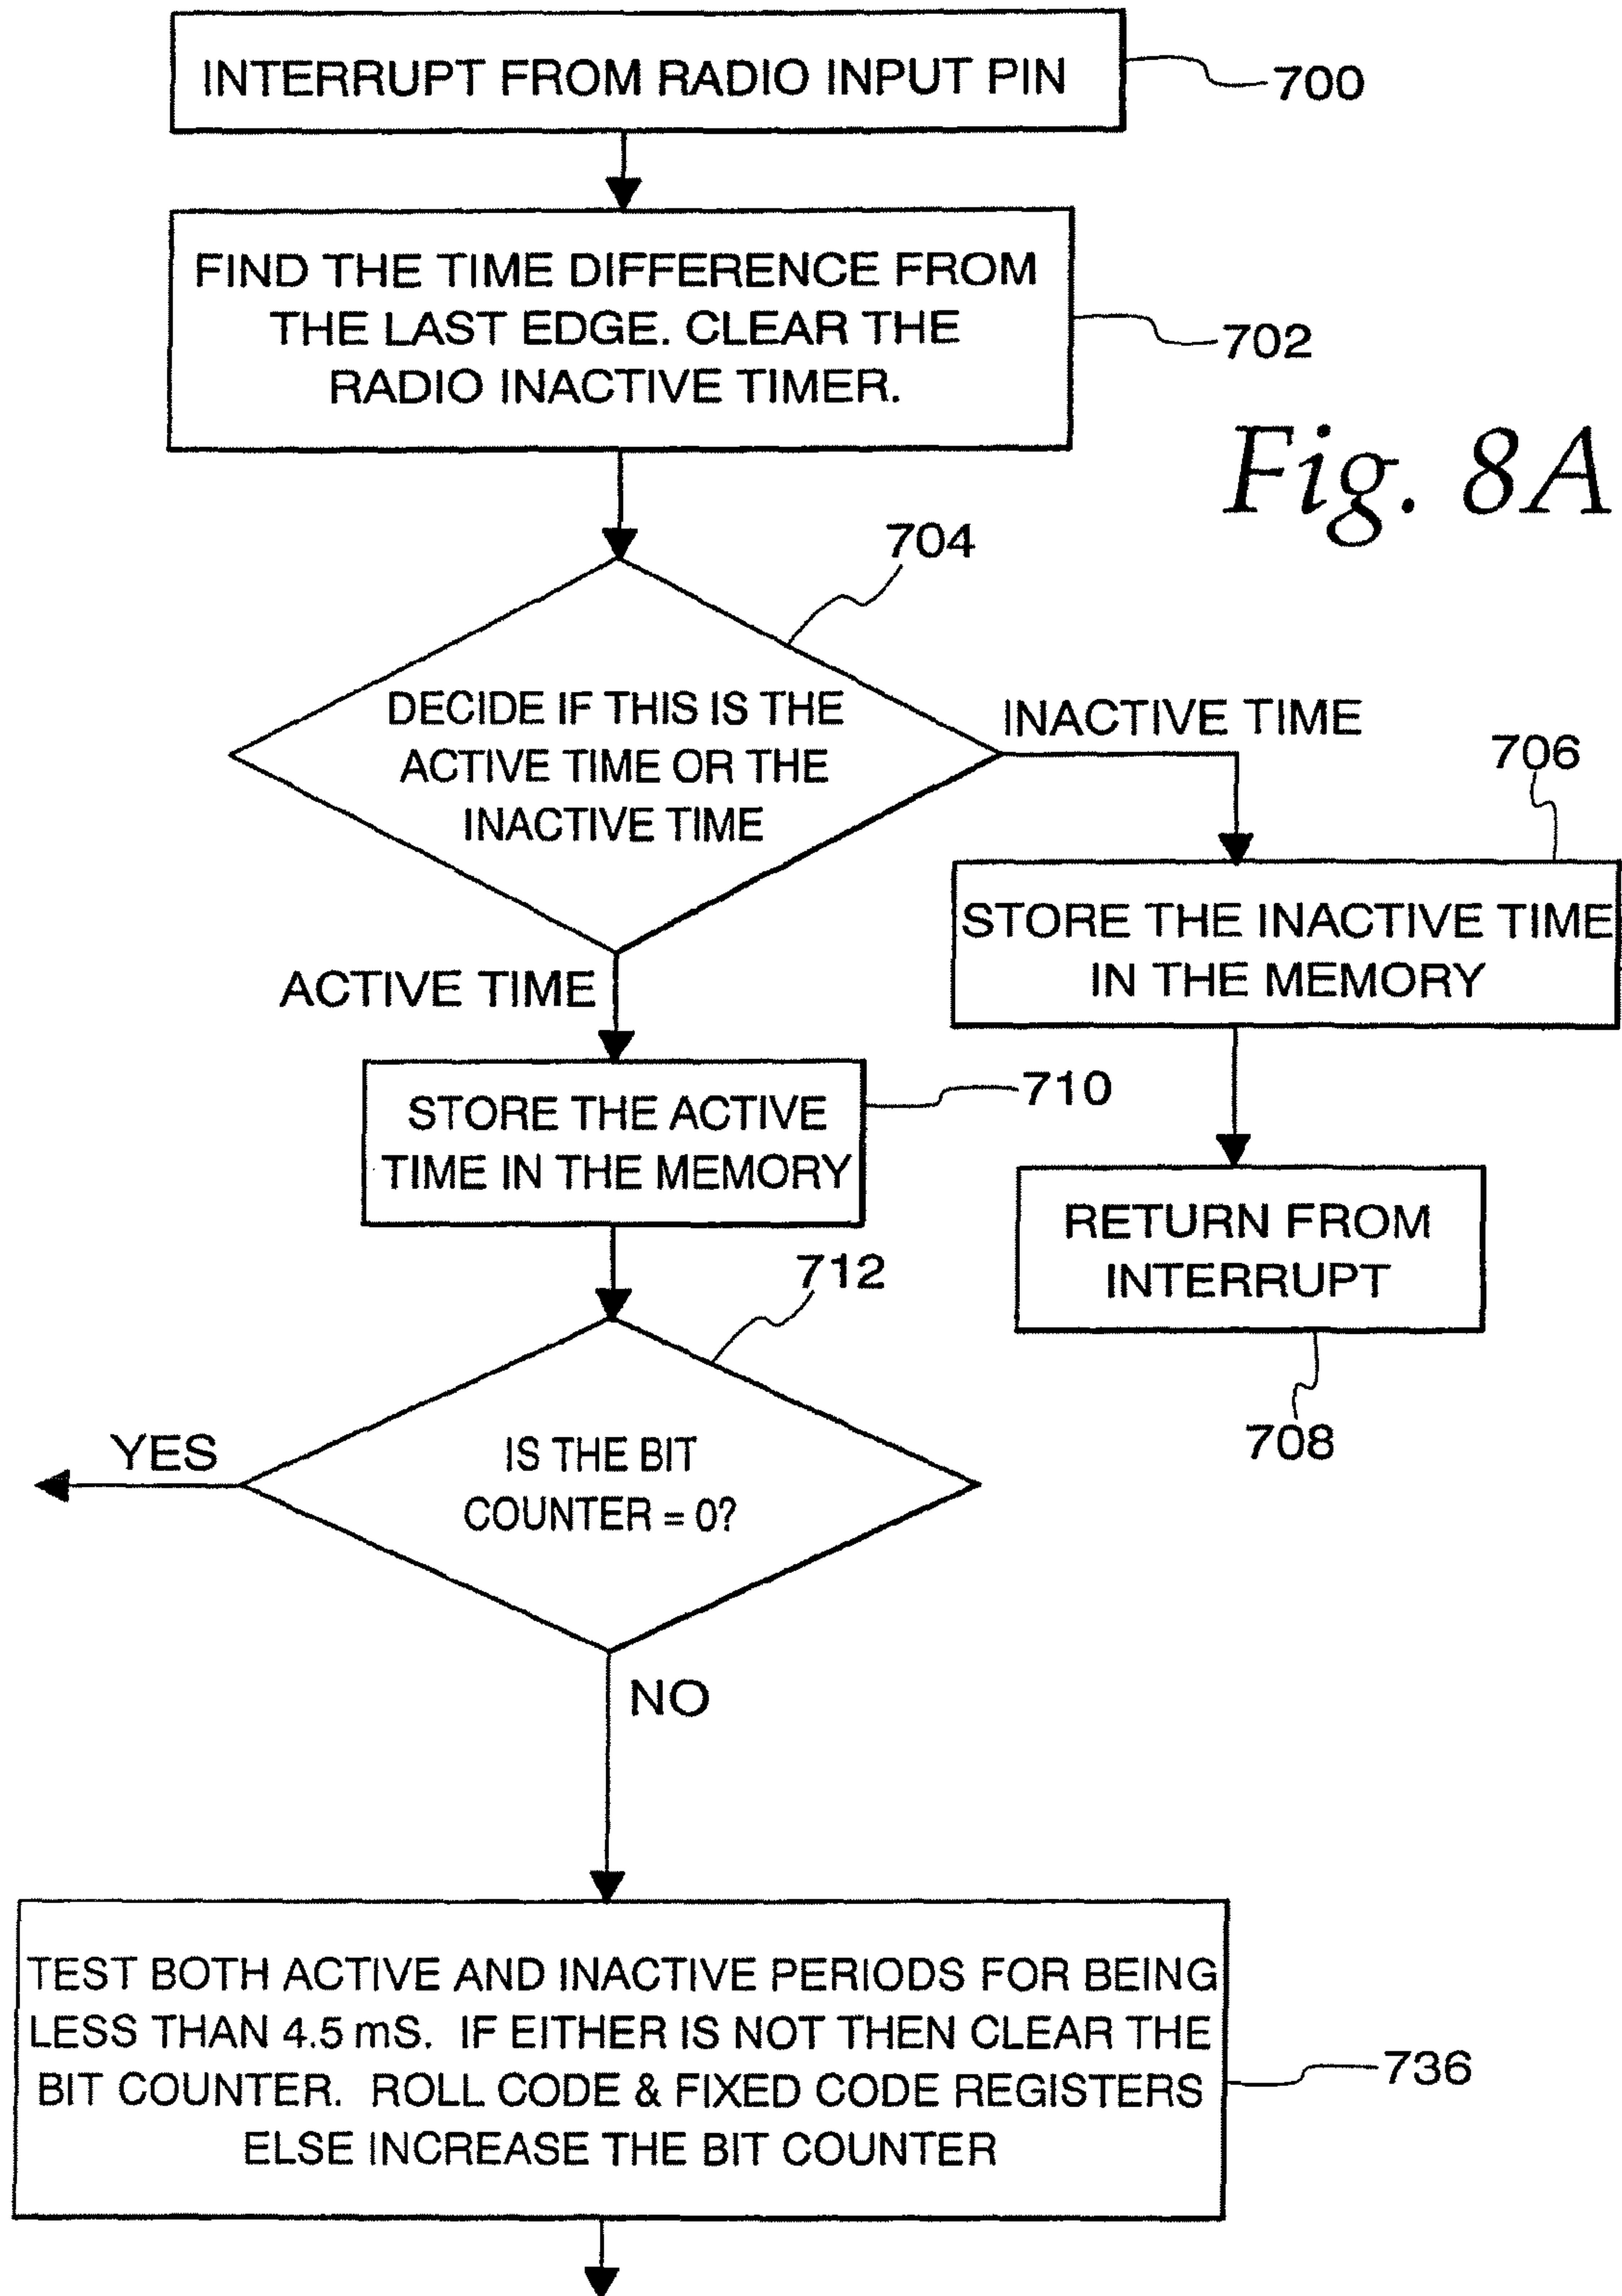 INTERRUPT FROM RADIO INPUT PIN
700
FIND THE TIME DIFFERENCE FROM
THE LAST EDGE. CLEAR THE
RADIO INACTIVE TIMER.
702
Fig. 8A
704
DECIDE IF THIS IS THE
ACTIVE TIME OR THE
INACTIVE TIME
INACTIVE TIME
706
STORE THE INACTIVE TIME
IN THE MEMORY
ACTIVE TIME
710
STORE THE ACTIVE
TIME IN THE MEMORY
RETURN FROM
INTERRUPT
708
712
IS THE BIT
COUNTER = 0?
YES
NO
TEST BOTH ACTIVE AND INACTIVE PERIODS FOR BEING
LESS THAN 4.5 mS. IF EITHER IS NOT THEN CLEAR THE
BIT COUNTER. ROLL CODE & FIXED CODE REGISTERS
ELSE INCREASE THE BIT COUNTER
736